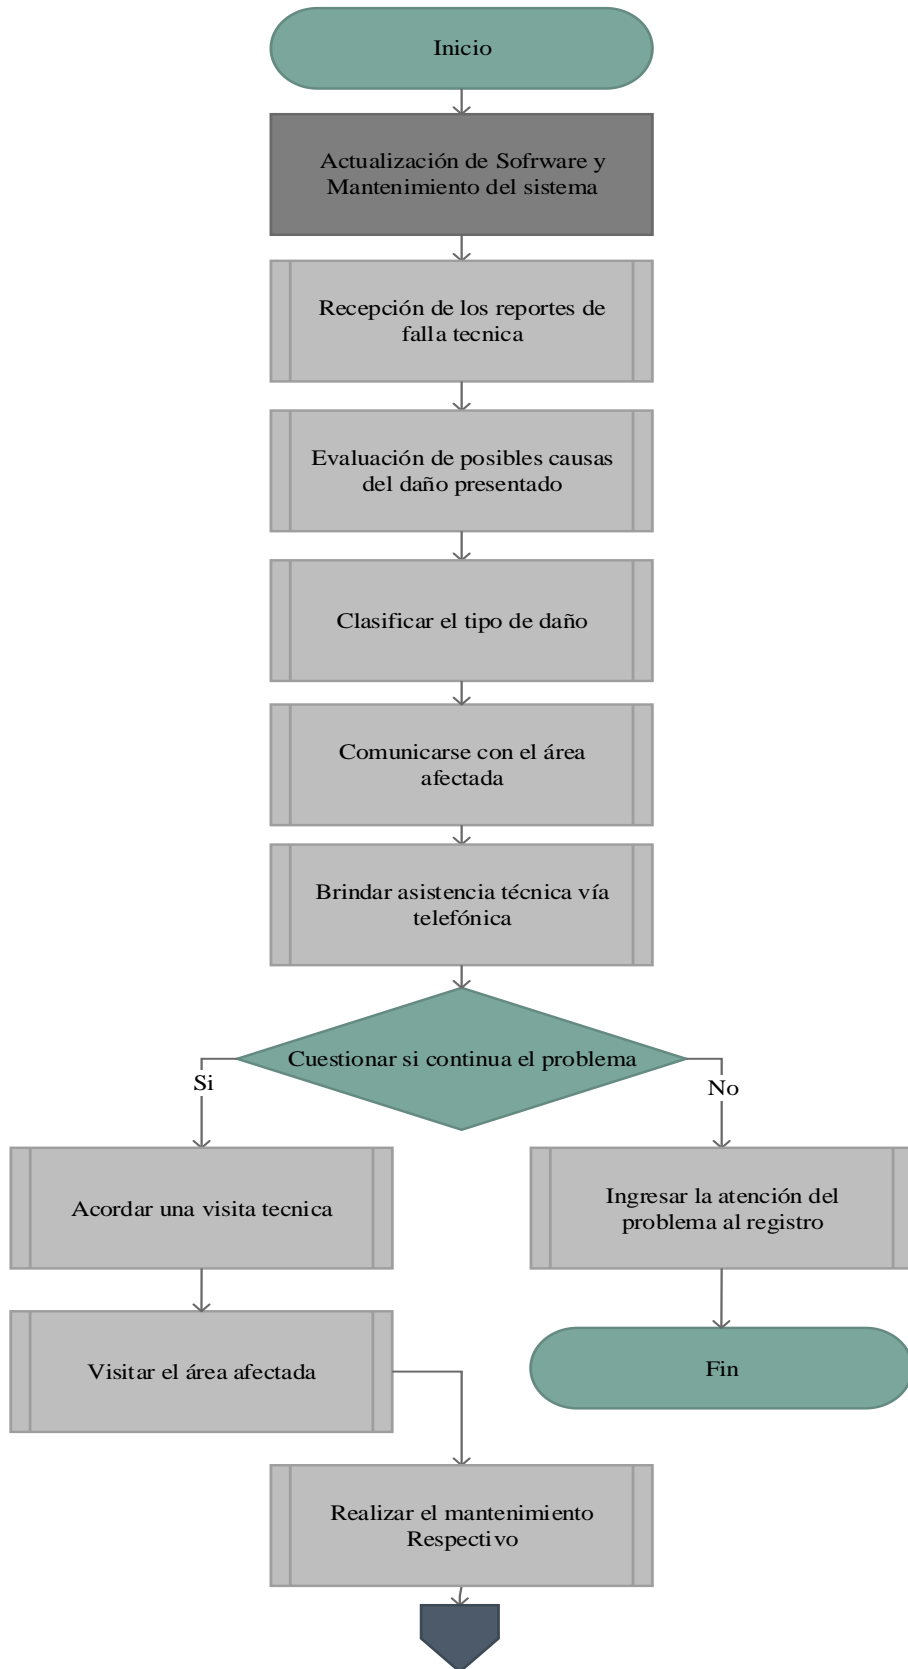 Inicio
Actualización de Sofrware y
Mantenimiento del sistema
Recepción de los reportes de
falla tecnica
Evaluación de posibles causas
del daño presentado
Clasificar el tipo de daño
Comunicarse con el área
afectada
Brindar asistencia técnica vía
telefónica
Cuestionar si continua el problema
Si
No
Acordar una visita tecnica
Ingresar la atención del
problema al registro
Visitar el área afectada
Fin
Realizar el mantenimiento
Respectivo